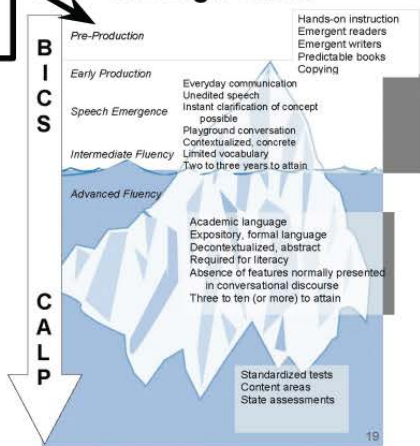 B
I
C
S
C
A
L
P
Pre-Production
Early Production
Speech Emergence
Intermediate Fluency
Advanced Fluency
Hands-on instruction
Emergent readers
Emergent writers
Predictable books
Copying
Everyday communication
Unedited speech
Instant clarification of concept
possible
Playground conversation
Contextualized, concrete
Limited vocabulary
Two to three years to attain
Academic language
Expository, formal language
Decontextualized, abstract
Required for literacy
Absence of features normally presented
in conversational discourse
Three to ten (or more) to attain
Standardized tests
Content areas
State assessments
19